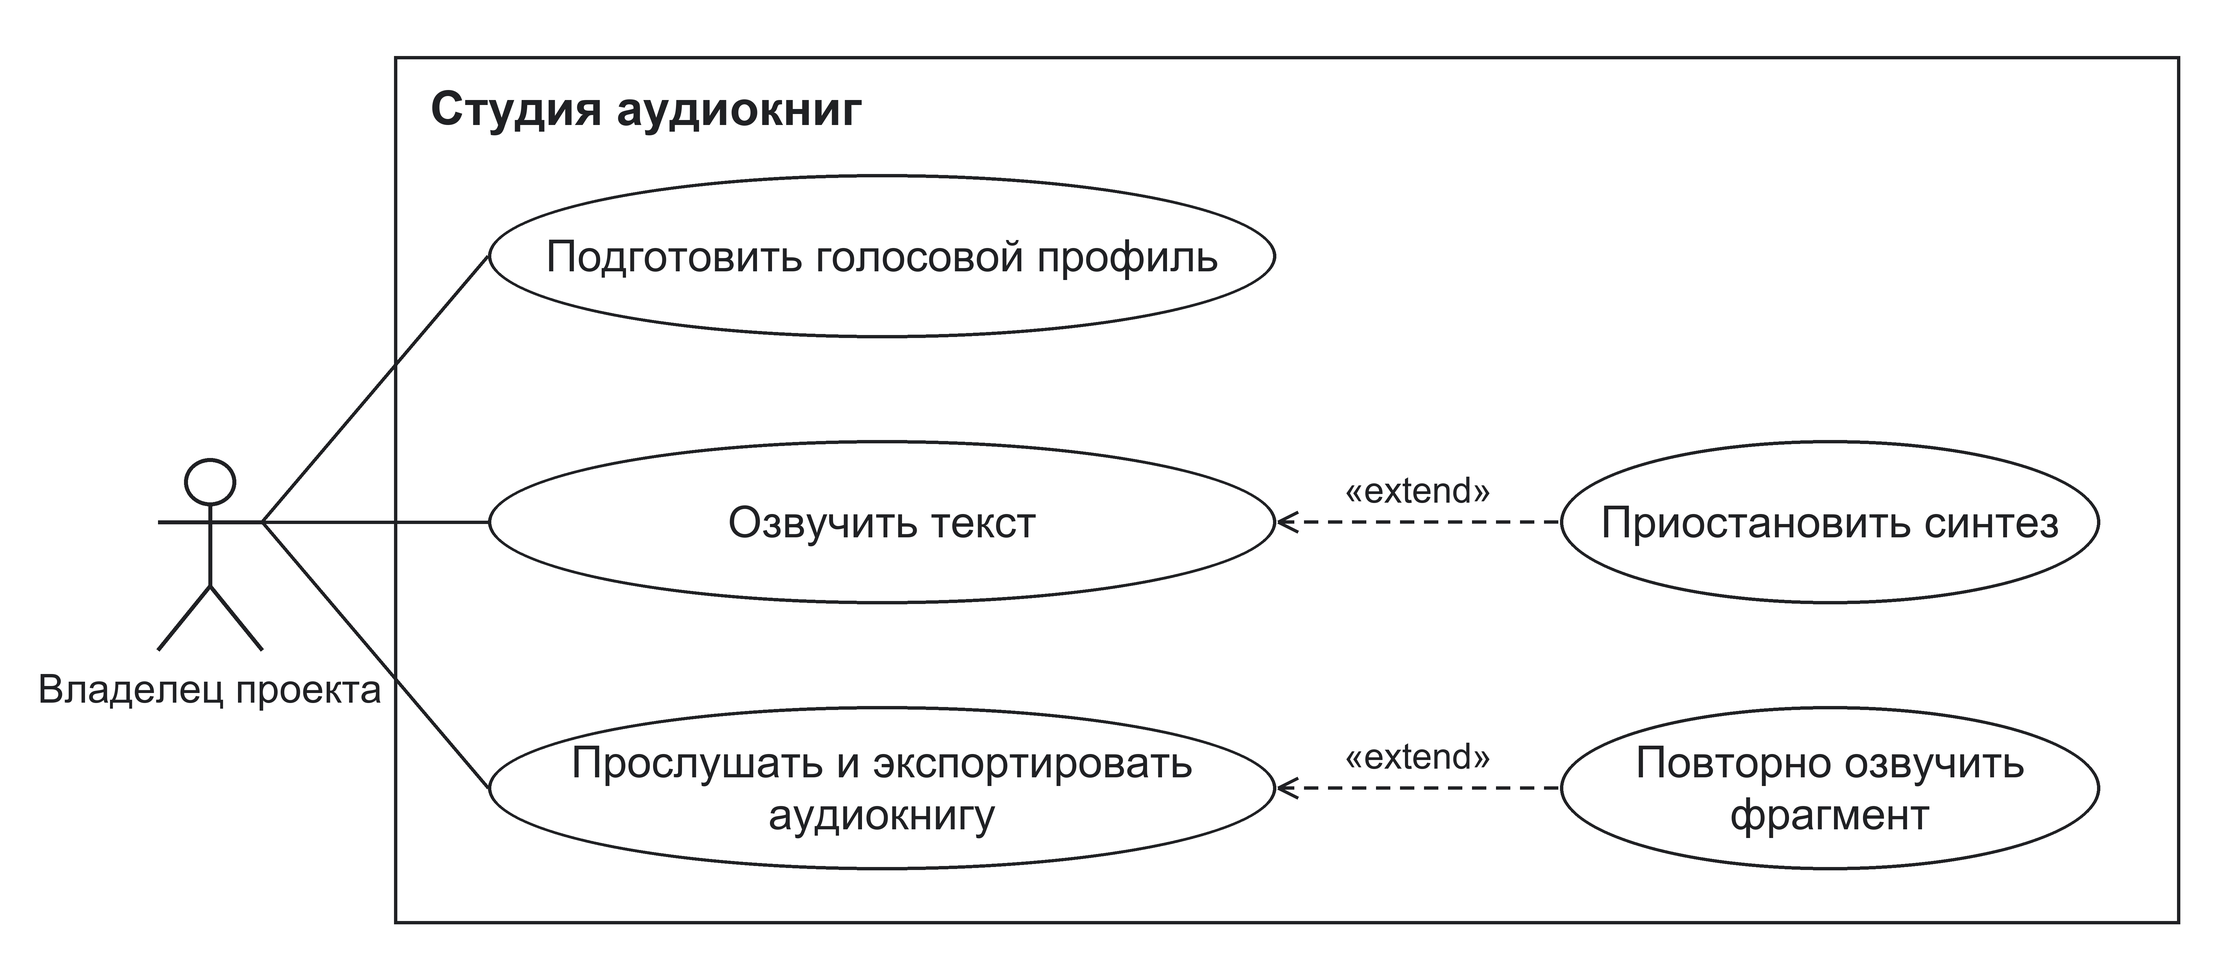 Студия аудиокниг
Подготовить голосовой профиль
Озвучить текст
«extend»
Приостановить синтез
Владелец проекта
Прослушать и экспортировать
аудиокнигу
«extend»
Повторно озвучить
фрагмент